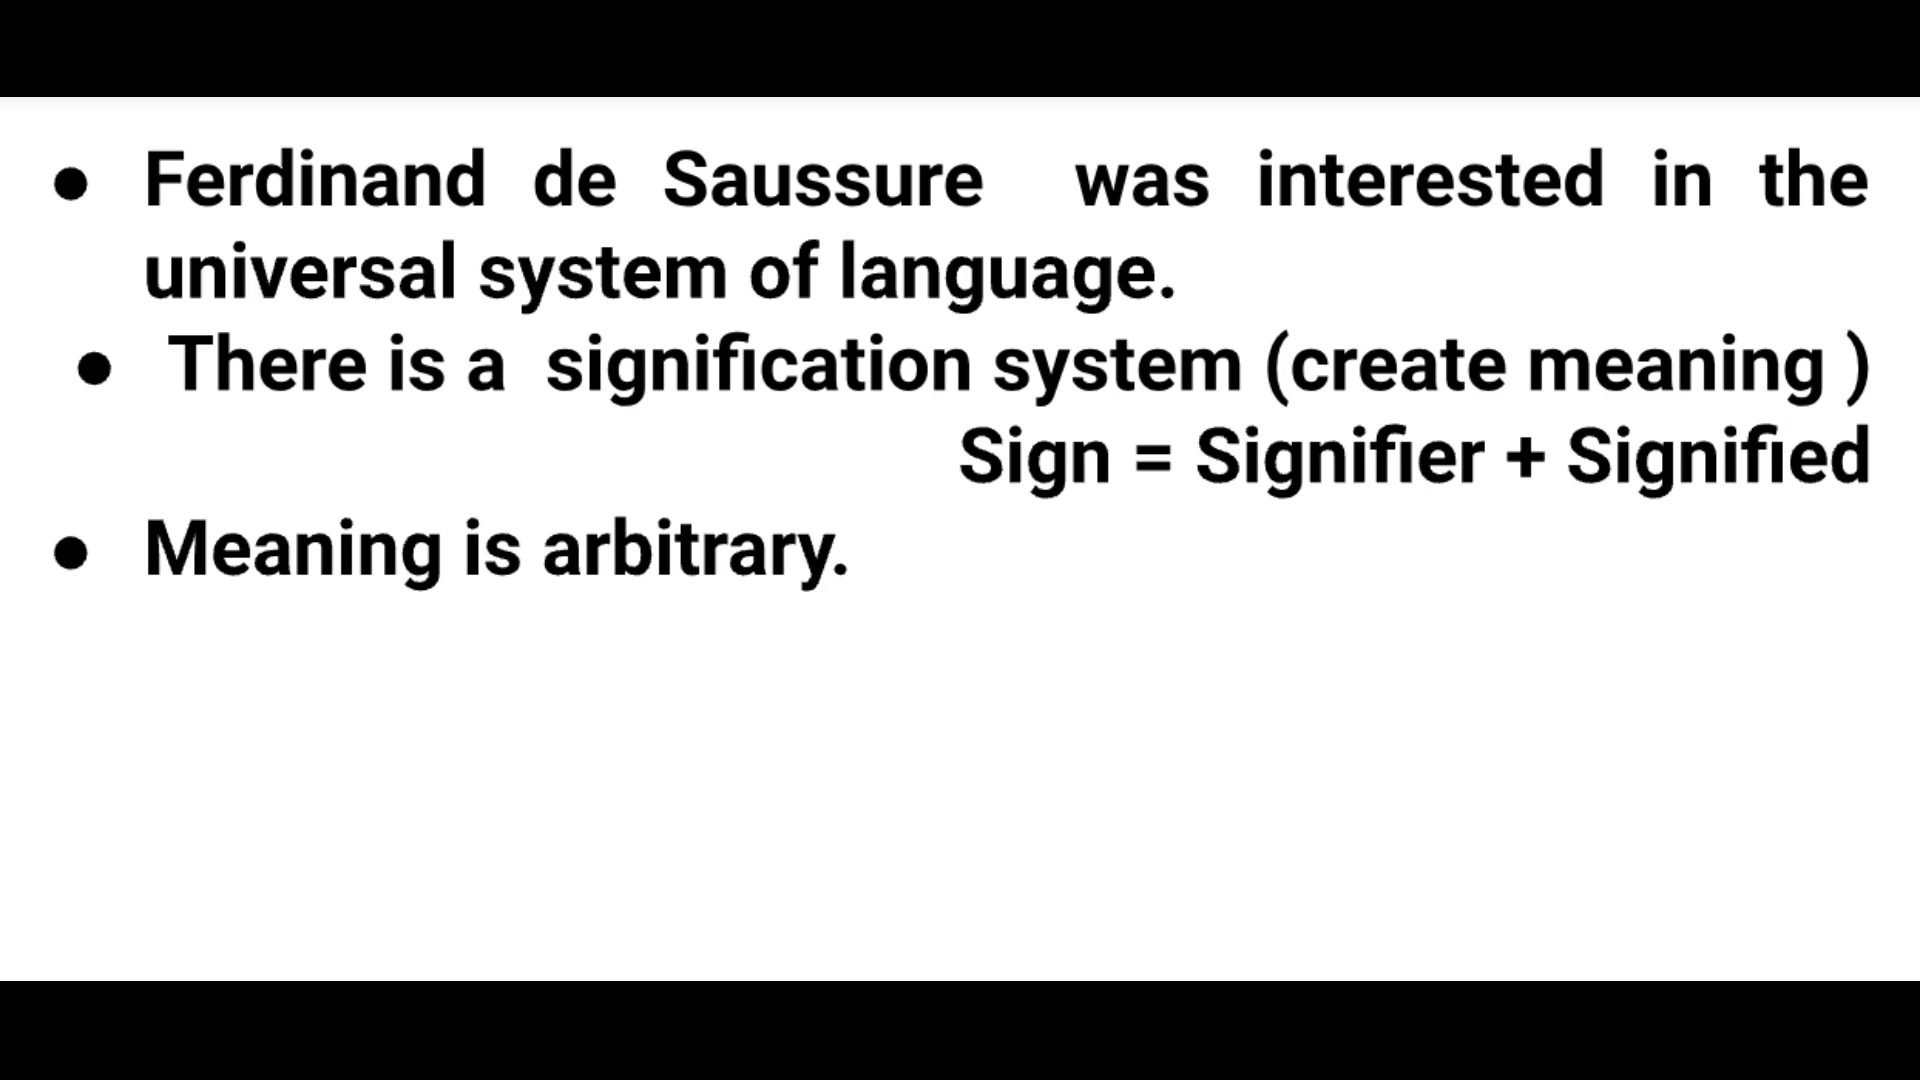 ● Ferdinand de Saussure was interested in the
universal system of language.
● There is a signification system (create meaning )
Sign = Signifier + Signified
● Meaning is arbitrary.